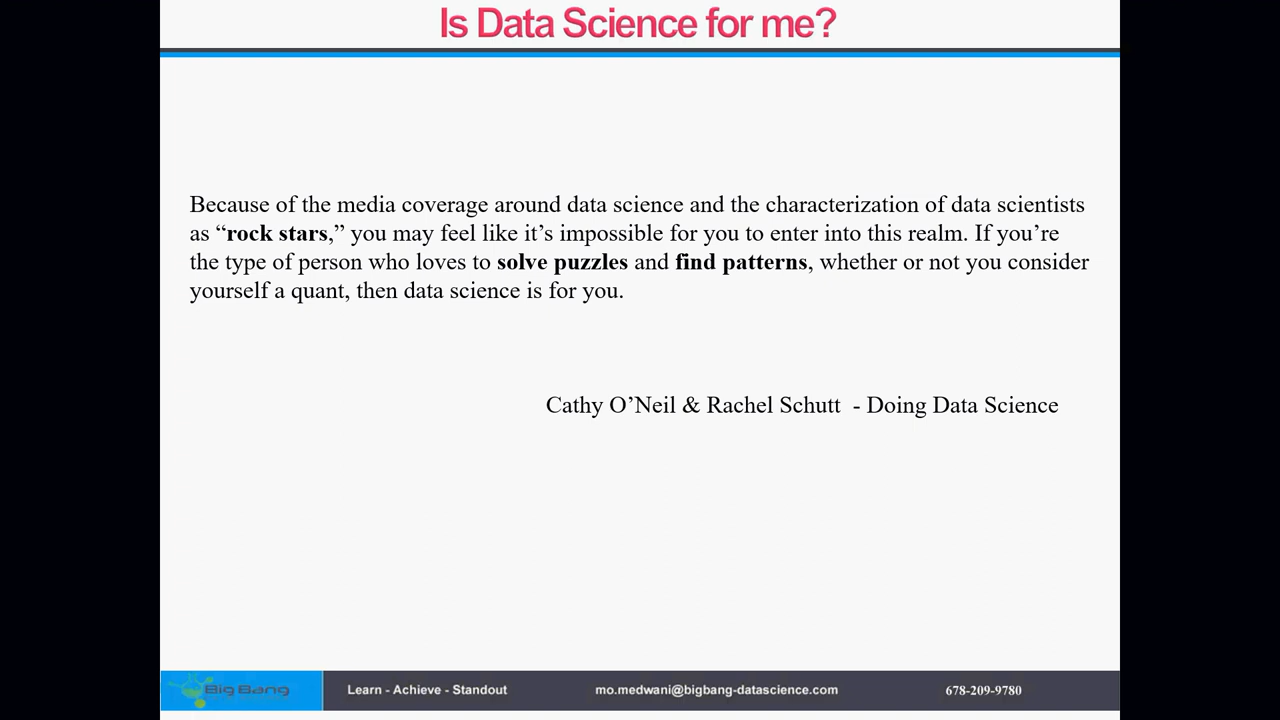 Is Data Science for me?
Because of the media coverage around data science and the characterization of data scientists
as “rock stars,” you may feel like it’s impossible for you to enter into this realm. If you’re
the type of person who loves to solve puzzles and find patterns, whether or not you consider
yourself a quant, then data science is for you.
Cathy O’Neil & Rachel Schutt - Doing Data Science
Big Bang
Learn - Achieve - Standout
mo.medwani@bigbang-datascience.com
678-209-9780